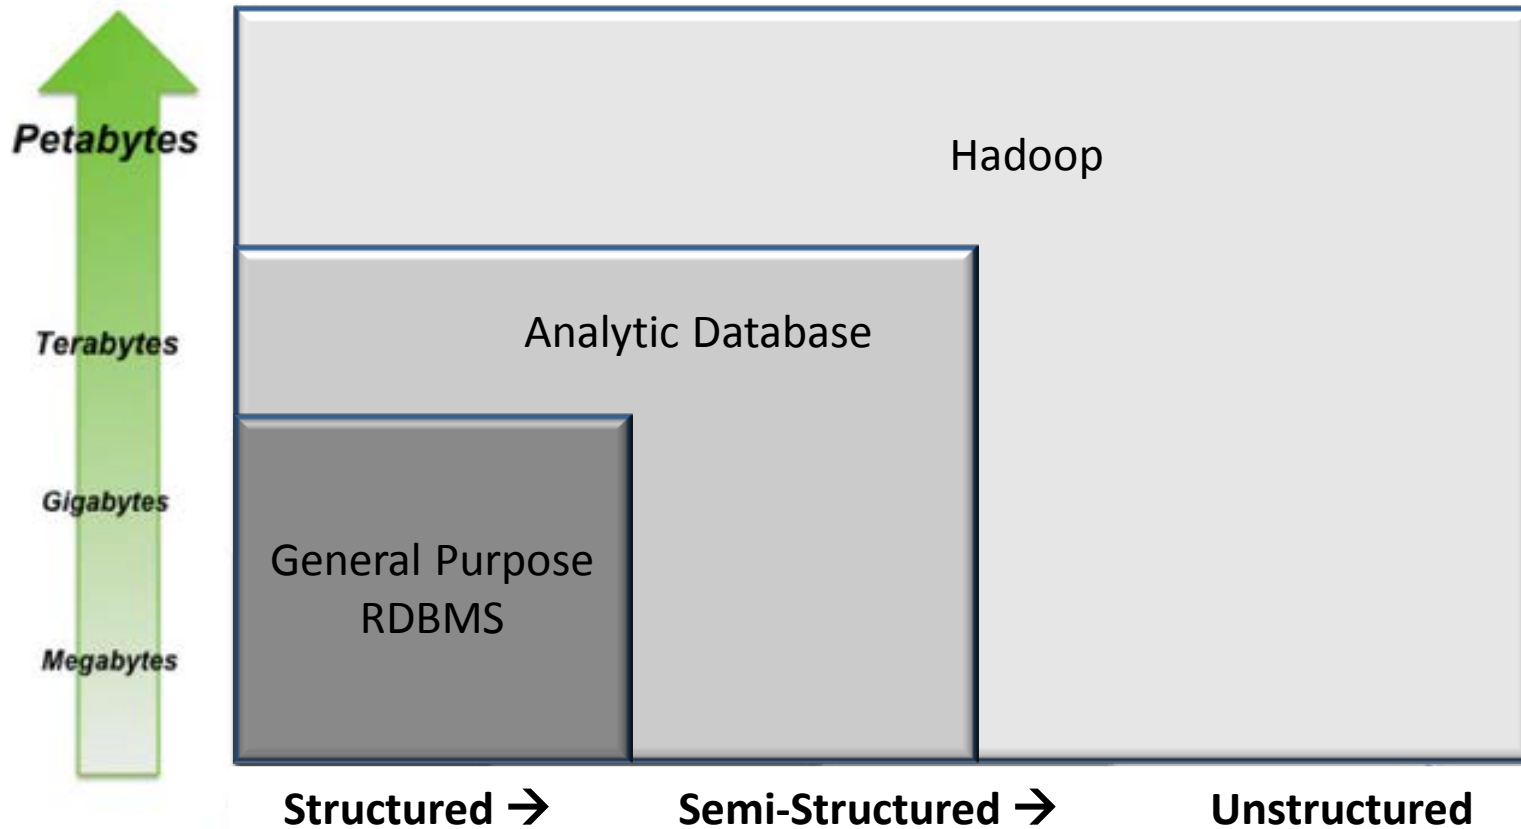 Petabytes
Hadoop
Terabytes
Analytic Database
Gigabytes
General Purpose
RDBMS
Megabytes
Structured → Semi-Structured → Unstructured